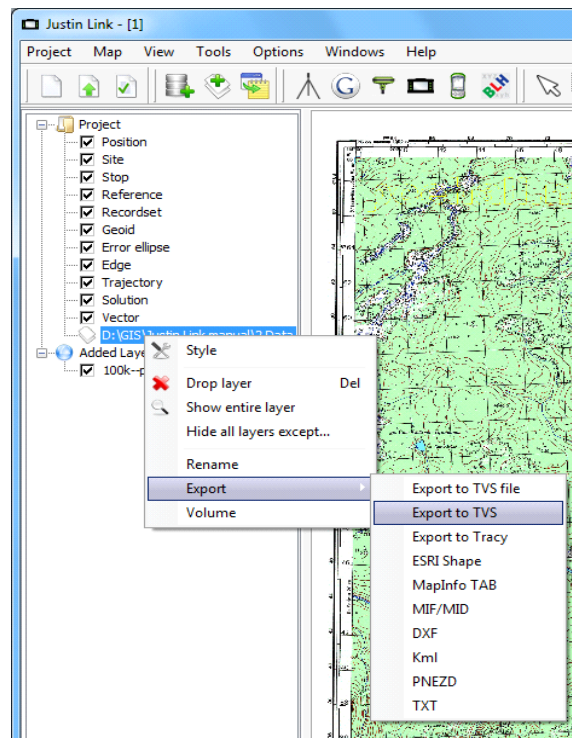 Justin Link - [1]
Project Map View Tools Options Windows Help
Project
Position
Site
Stop
Reference
Recordset
Geoid
Error ellipse
Edge
Trajectory
Solution
Vector
D:\GIS\Justin Link manual\2 Data
Added Laye
100k--p
Style
Drop layer Del
Show entire layer
Hide all layers except...
Rename
Export
Volume
Export to TVS file
Export to TVS
Export to Tracy
ESRI Shape
MapInfo TAB
MIF/MID
DXF
Kml
PNEZD
TXT